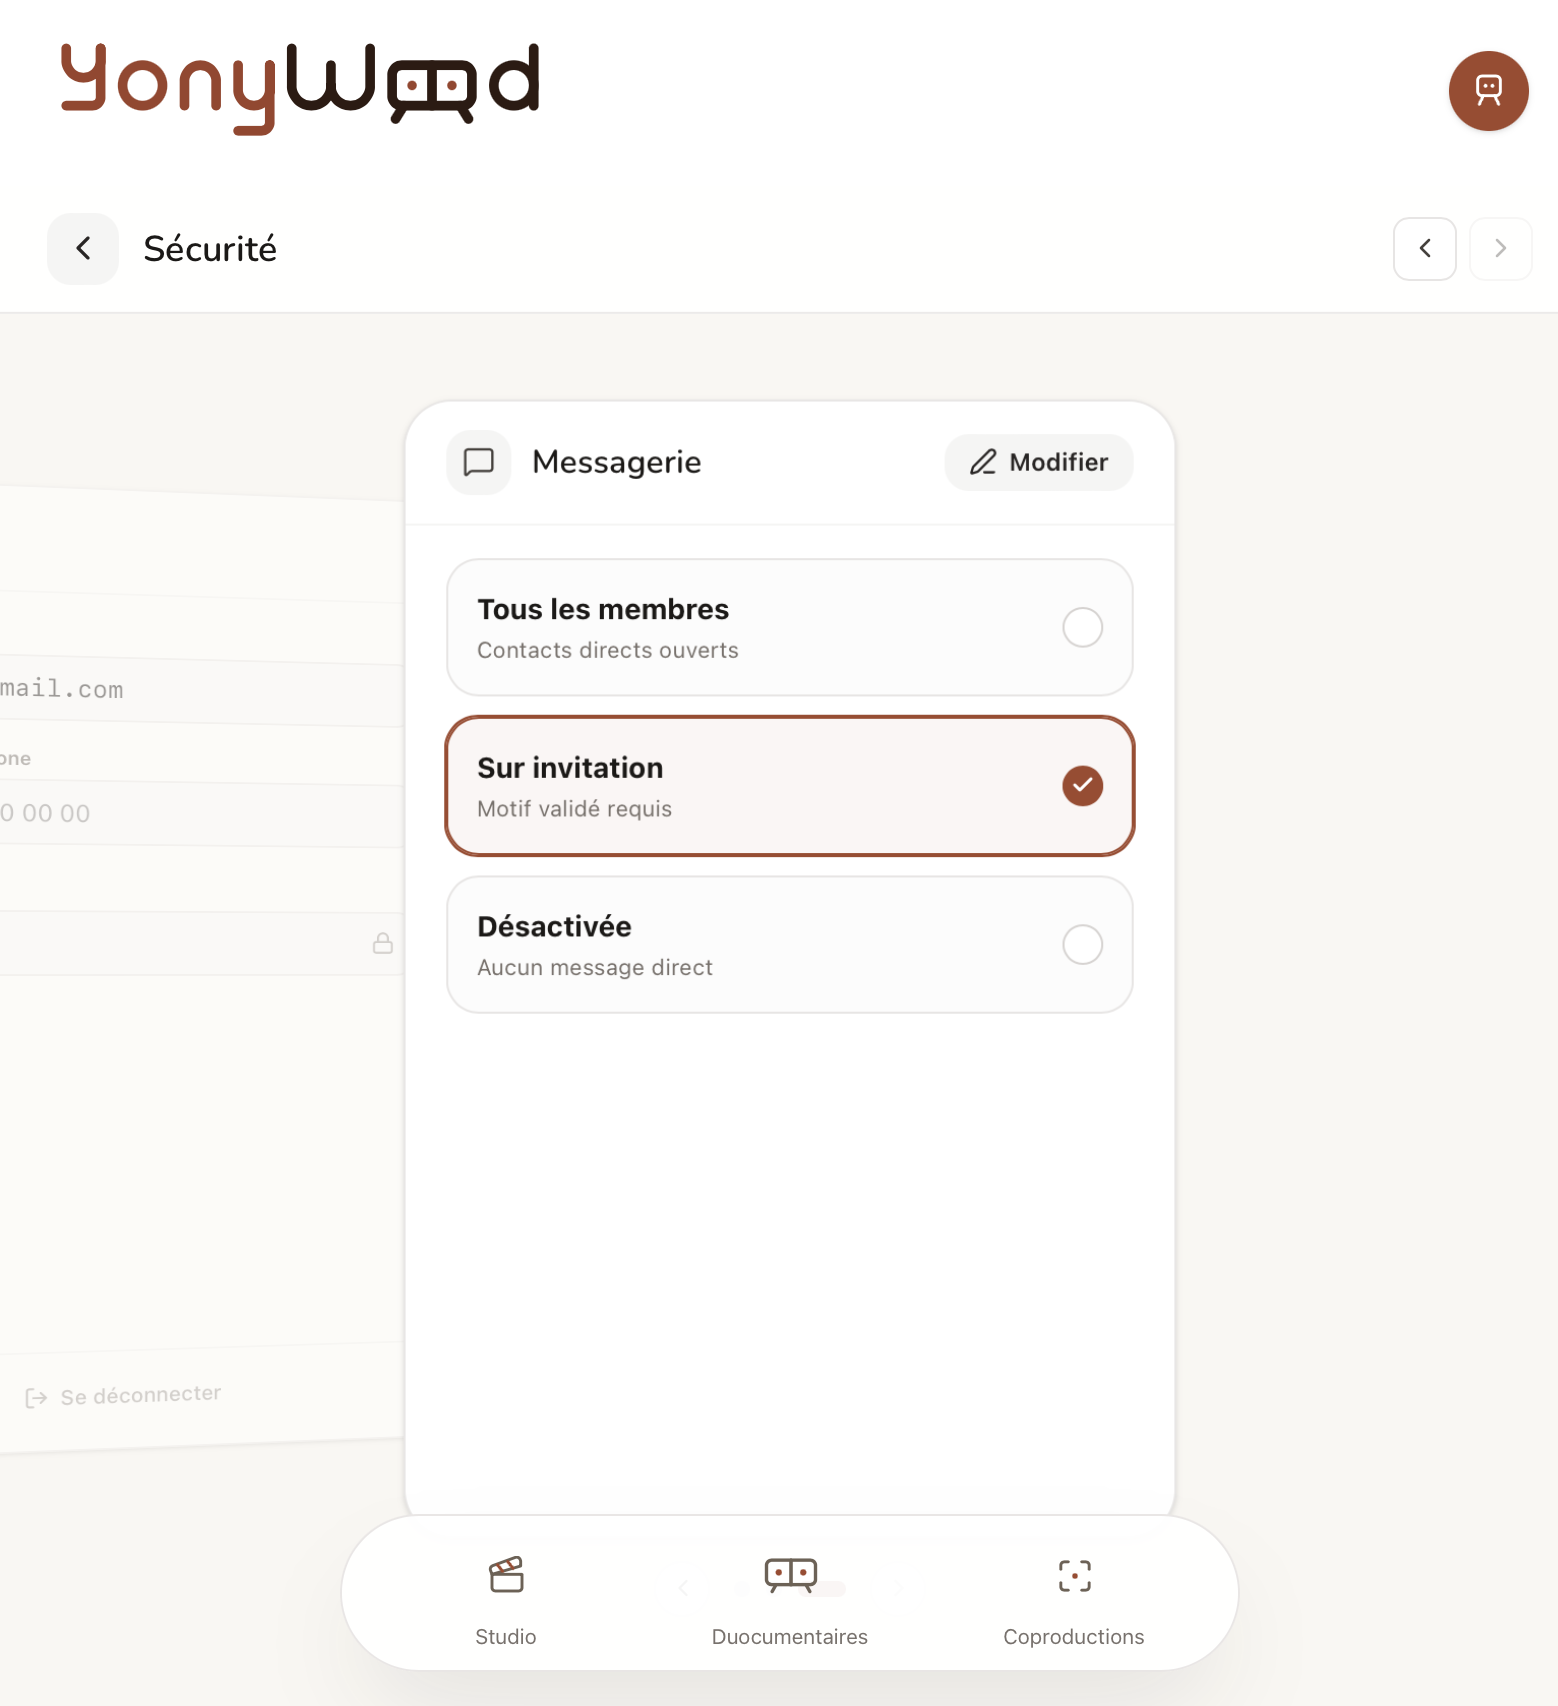 YonyWood
Sécurité
Messagerie
Modifier
Tous les membres
Contacts directs ouverts
mail.com
Sur invitation
one
Motif validé requis
0 00 00
Désactivée
Aucun message direct
Se déconnecter
Studio
Duocumentaires
Coproductions